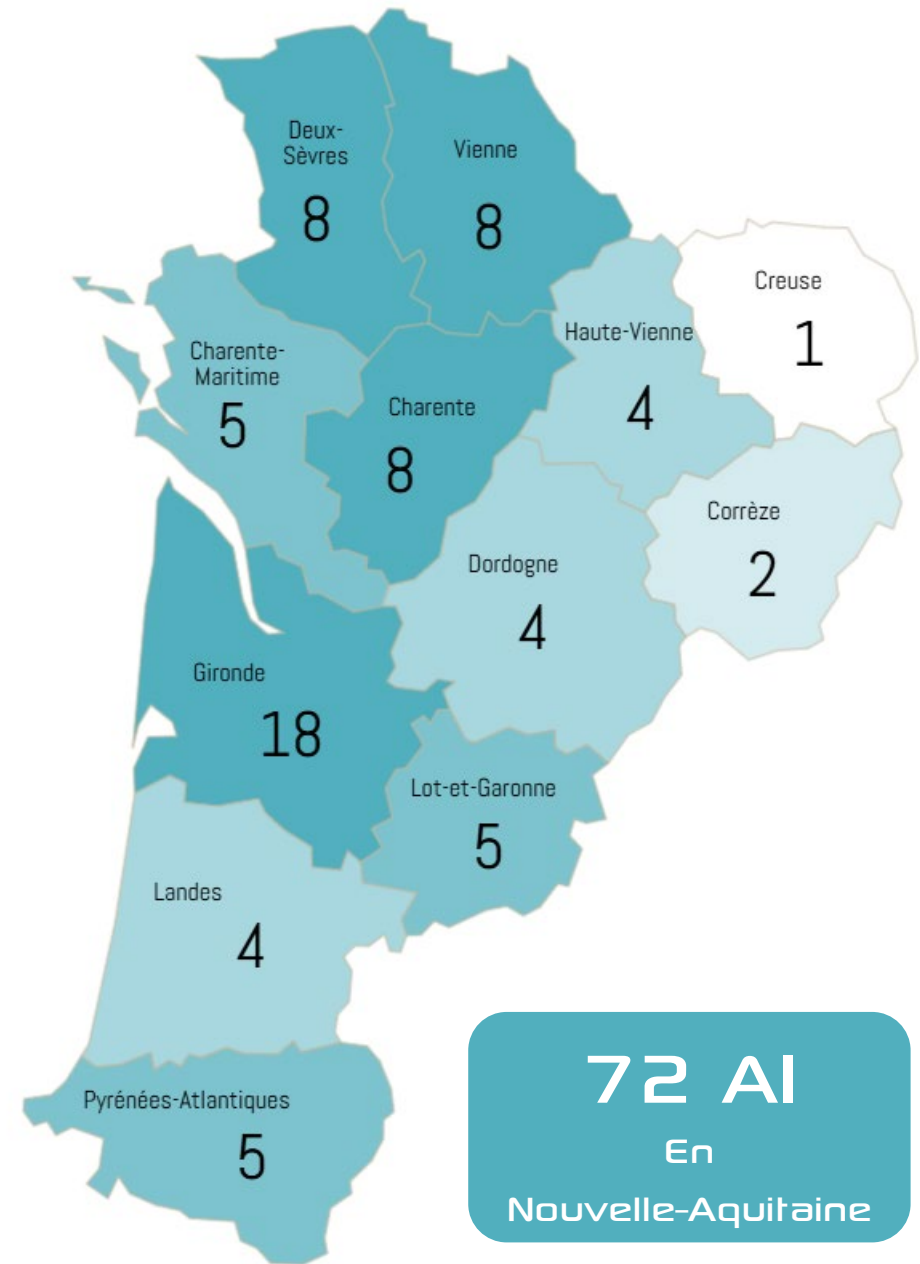 Deux-
Sèvres
8
Vienne
8
Creuse
1
Haute-Vienne
4
Charente-
Maritime
5
Charente
8
Corrèze
2
Dordogne
4
Gironde
18
Lot-et-Garonne
5
Landes
4
Pyrénées-Atlantiques
5
72 AI
En
Nouvelle-Aquitaine